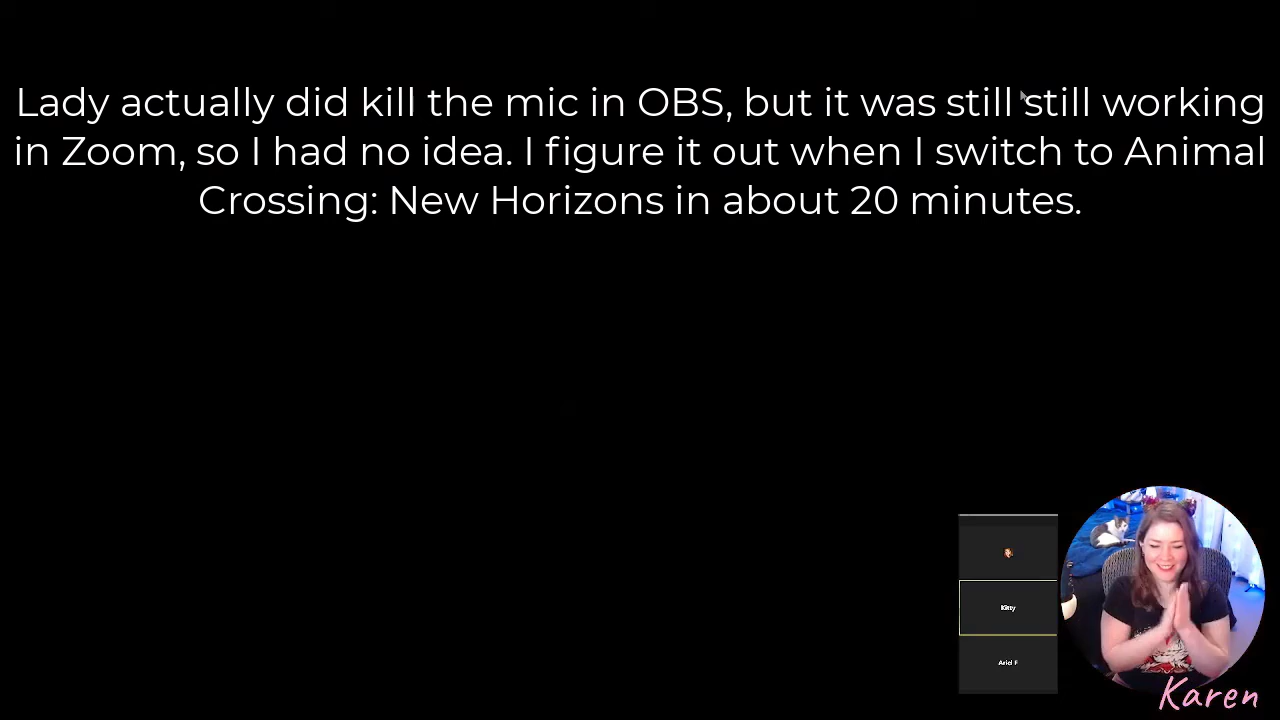 Lady actually did kill the mic in OBS, but it was still still working
in Zoom, so I had no idea. I figure it out when I switch to Animal
Crossing: New Horizons in about 20 minutes.
Kitty
Ariel F
Karen